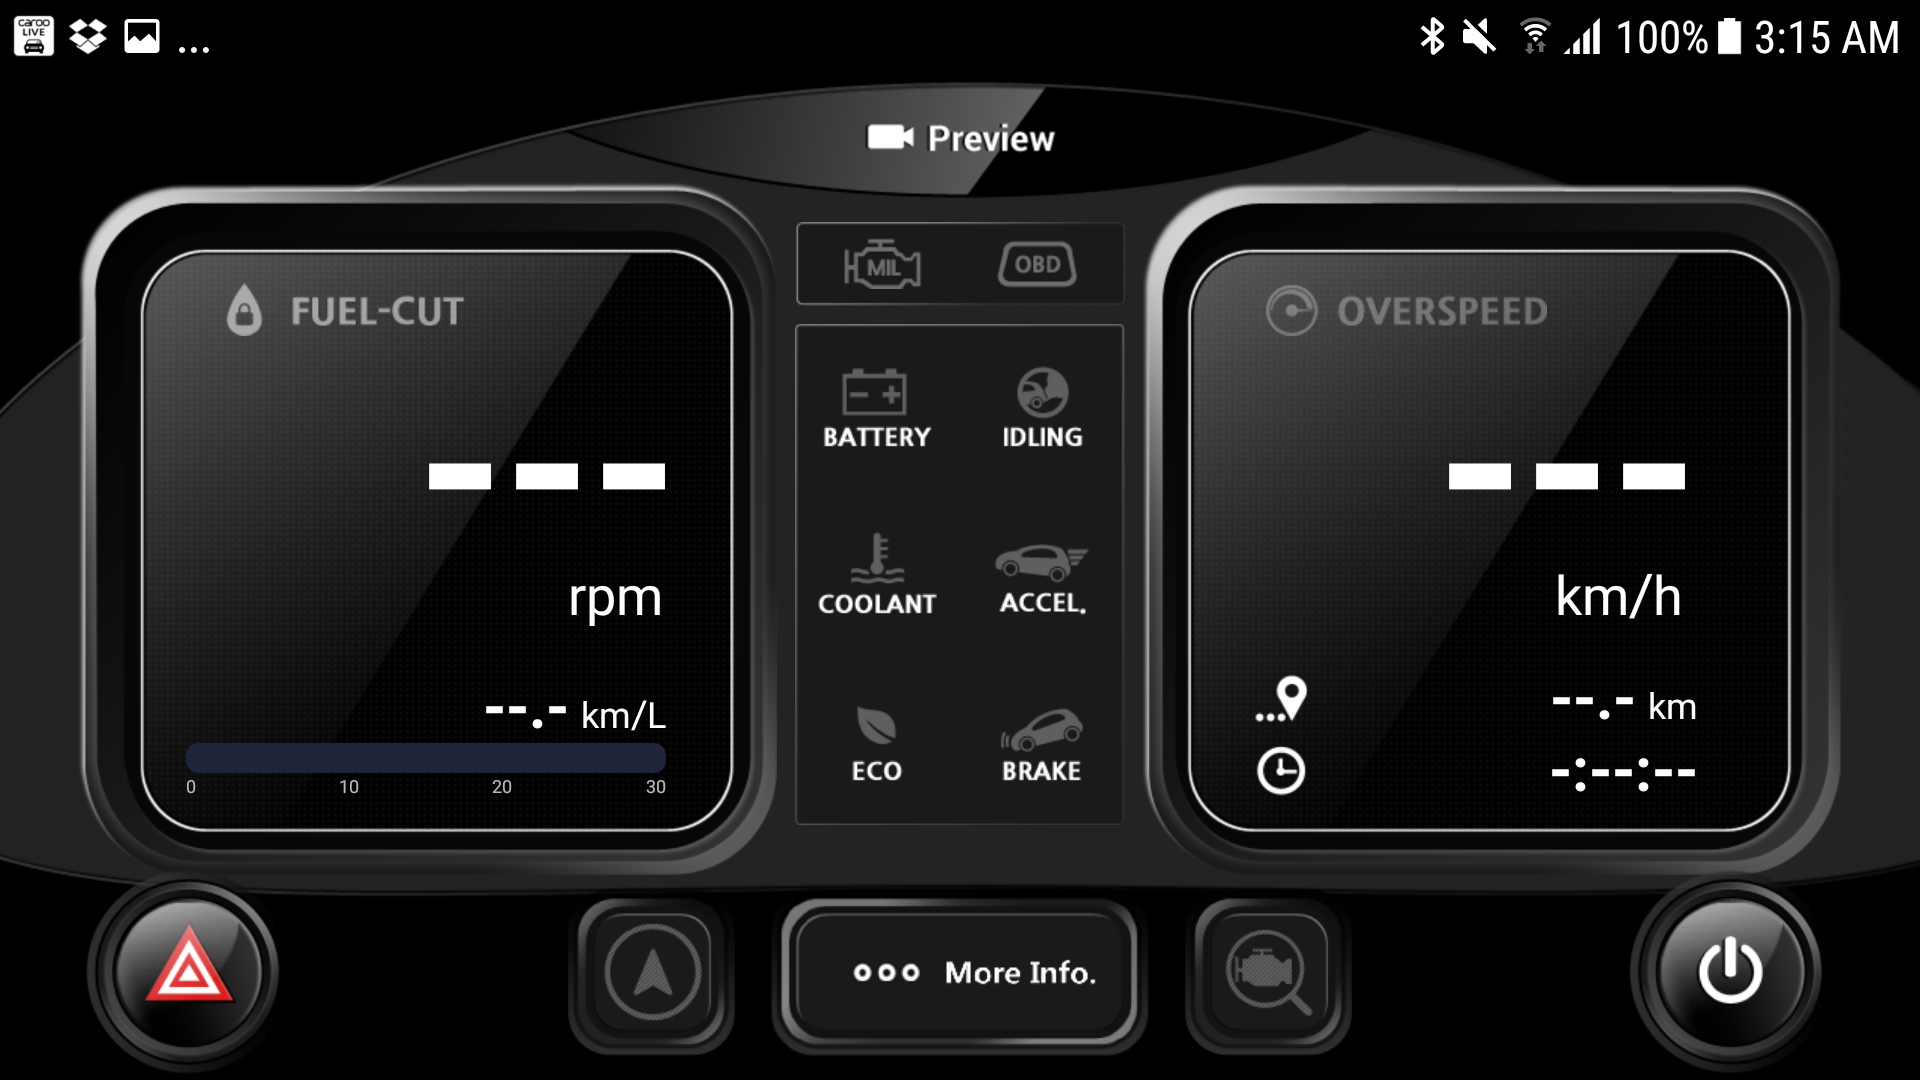 caroo
LIVE
...
100% 3:15 AM
Preview
FUEL-CUT
MIL
OBD
OVERSPEED
BATTERY
IDLING
--- 
---
rpm
km/h
COOLANT
ACCEL.
--.- km/L
--.- km
0 10 20 30
ECO
BRAKE
-:--:--
More Info.